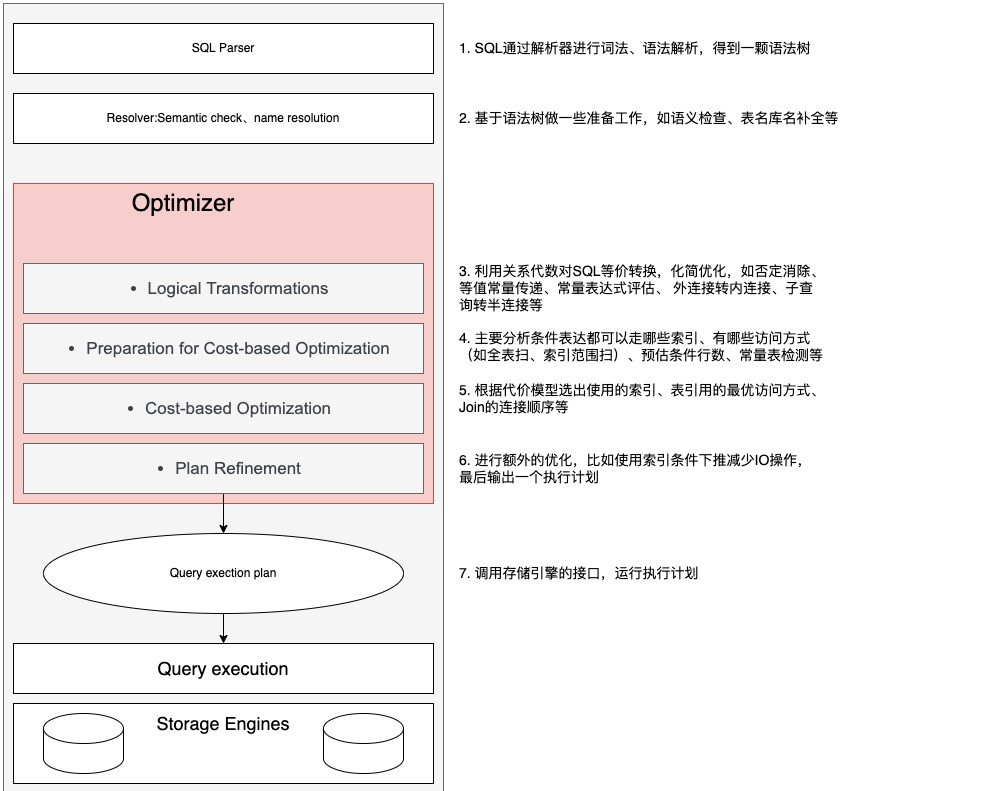 SQL Parser
1. SQL通过解析器进行词法、语法解析，得到一颗语法树
Resolver:Semantic check、name resolution
2. 基于语法树做一些准备工作，如语义检查、表名库名补全等
Optimizer
• Logical Transformations
3. 利用关系代数对SQL等价转换，化简优化，如否定消除、
等值常量传递、常量表达式评估、 外连接转内连接、子查
询转半连接等
• Preparation for Cost-based Optimization
4. 主要分析条件表达都可以走哪些索引、有哪些访问方式
（如全表扫、索引范围扫）、预估条件行数、常量表检测等
• Cost-based Optimization
5. 根据代价模型选出使用的索引、表引用的最优访问方式、
Join的连接顺序等
• Plan Refinement
6. 进行额外的优化，比如使用索引条件下推减少IO操作，
最后输出一个执行计划
Query exection plan
7. 调用存储引擎的接口，运行执行计划
Query execution
Storage Engines